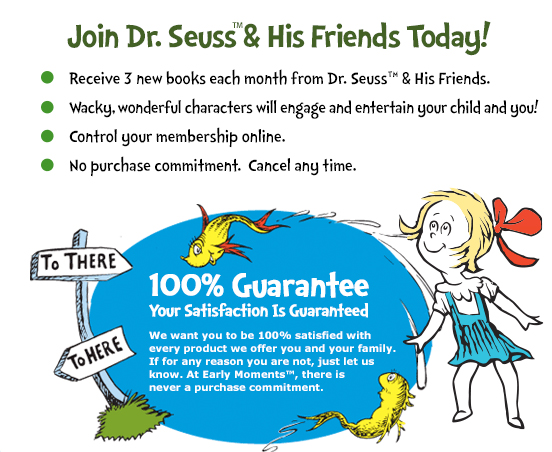 Join Dr. Seuss™ & His Friends Today!
Receive 3 new books each month from Dr. Seuss™ & His Friends.
Wacky, wonderful characters will engage and entertain your child and you!
Control your membership online.
No purchase commitment. Cancel any time.
To THERE
To HERE
100% Guarantee
Your Satisfaction Is Guaranteed
We want you to be 100% satisfied with
every product we offer you and your family.
If for any reason you are not, just let us
know. At Early Moments™, there is
never a purchase commitment.